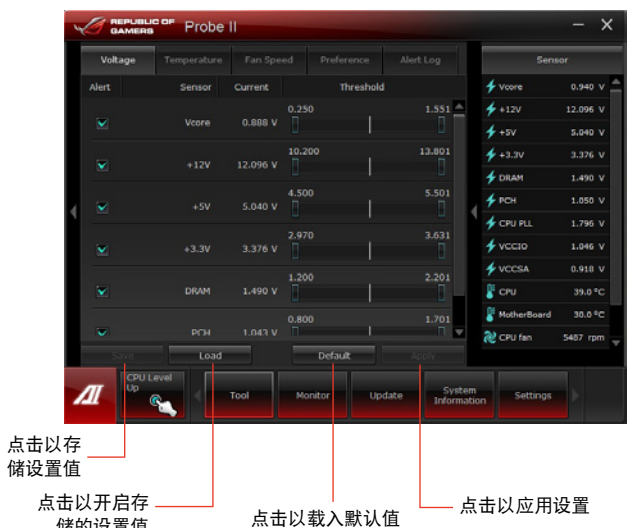 REPUBLIC OF
GAMERS
Probe II
Voltage Temperature Fan Speed Preference Alert Log
Alert Sensor Current Threshold
Vcore 0.888 V 0.250 1.551
+12V 12.096 V 10.200 13.801
+5V 5.040 V 4.500 5.501
+3.3V 3.376 V 2.970 3.631
DRAM 1.490 V 1.200 2.201
PCH 1.043 V 0.800 1.701
Save Load Default Apply
Sensor
Vcore 0.940 V
+12V 12.096 V
+5V 5.040 V
+3.3V 3.376 V
DRAM 1.490 V
PCH 1.050 V
CPU PLL 1.796 V
VCCIO 1.046 V
VCCSA 0.918 V
CPU 39.0 °C
MotherBoard 30.0 °C
CPU fan 5487 rpm
CPU Level
Up
Tool
Monitor
Update
System
Information
Settings
点击以存
储设置值
点击以开启存
储的设置值
点击以载入默认值
点击以应用设置